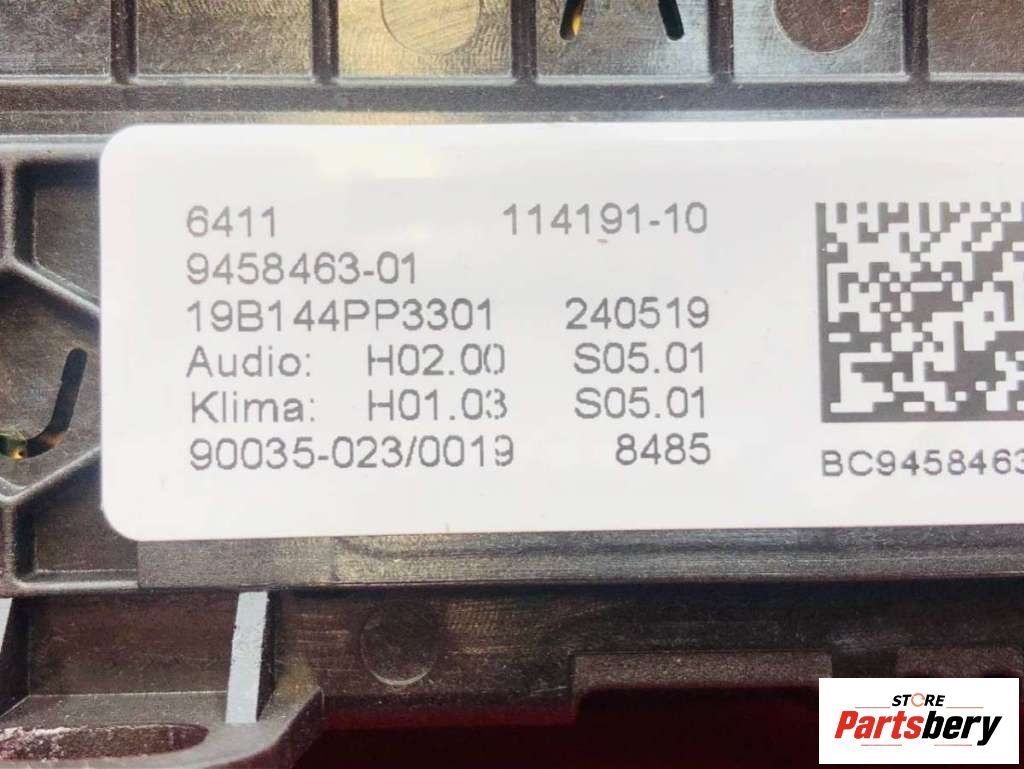 6411 114191-10
9458463-01
19B144PP3301 240519
Audio: H02.00 S05.01
Klima: H01.03 S05.01
90035-023/0019 8485
BC9458463
STORE
Partsbery